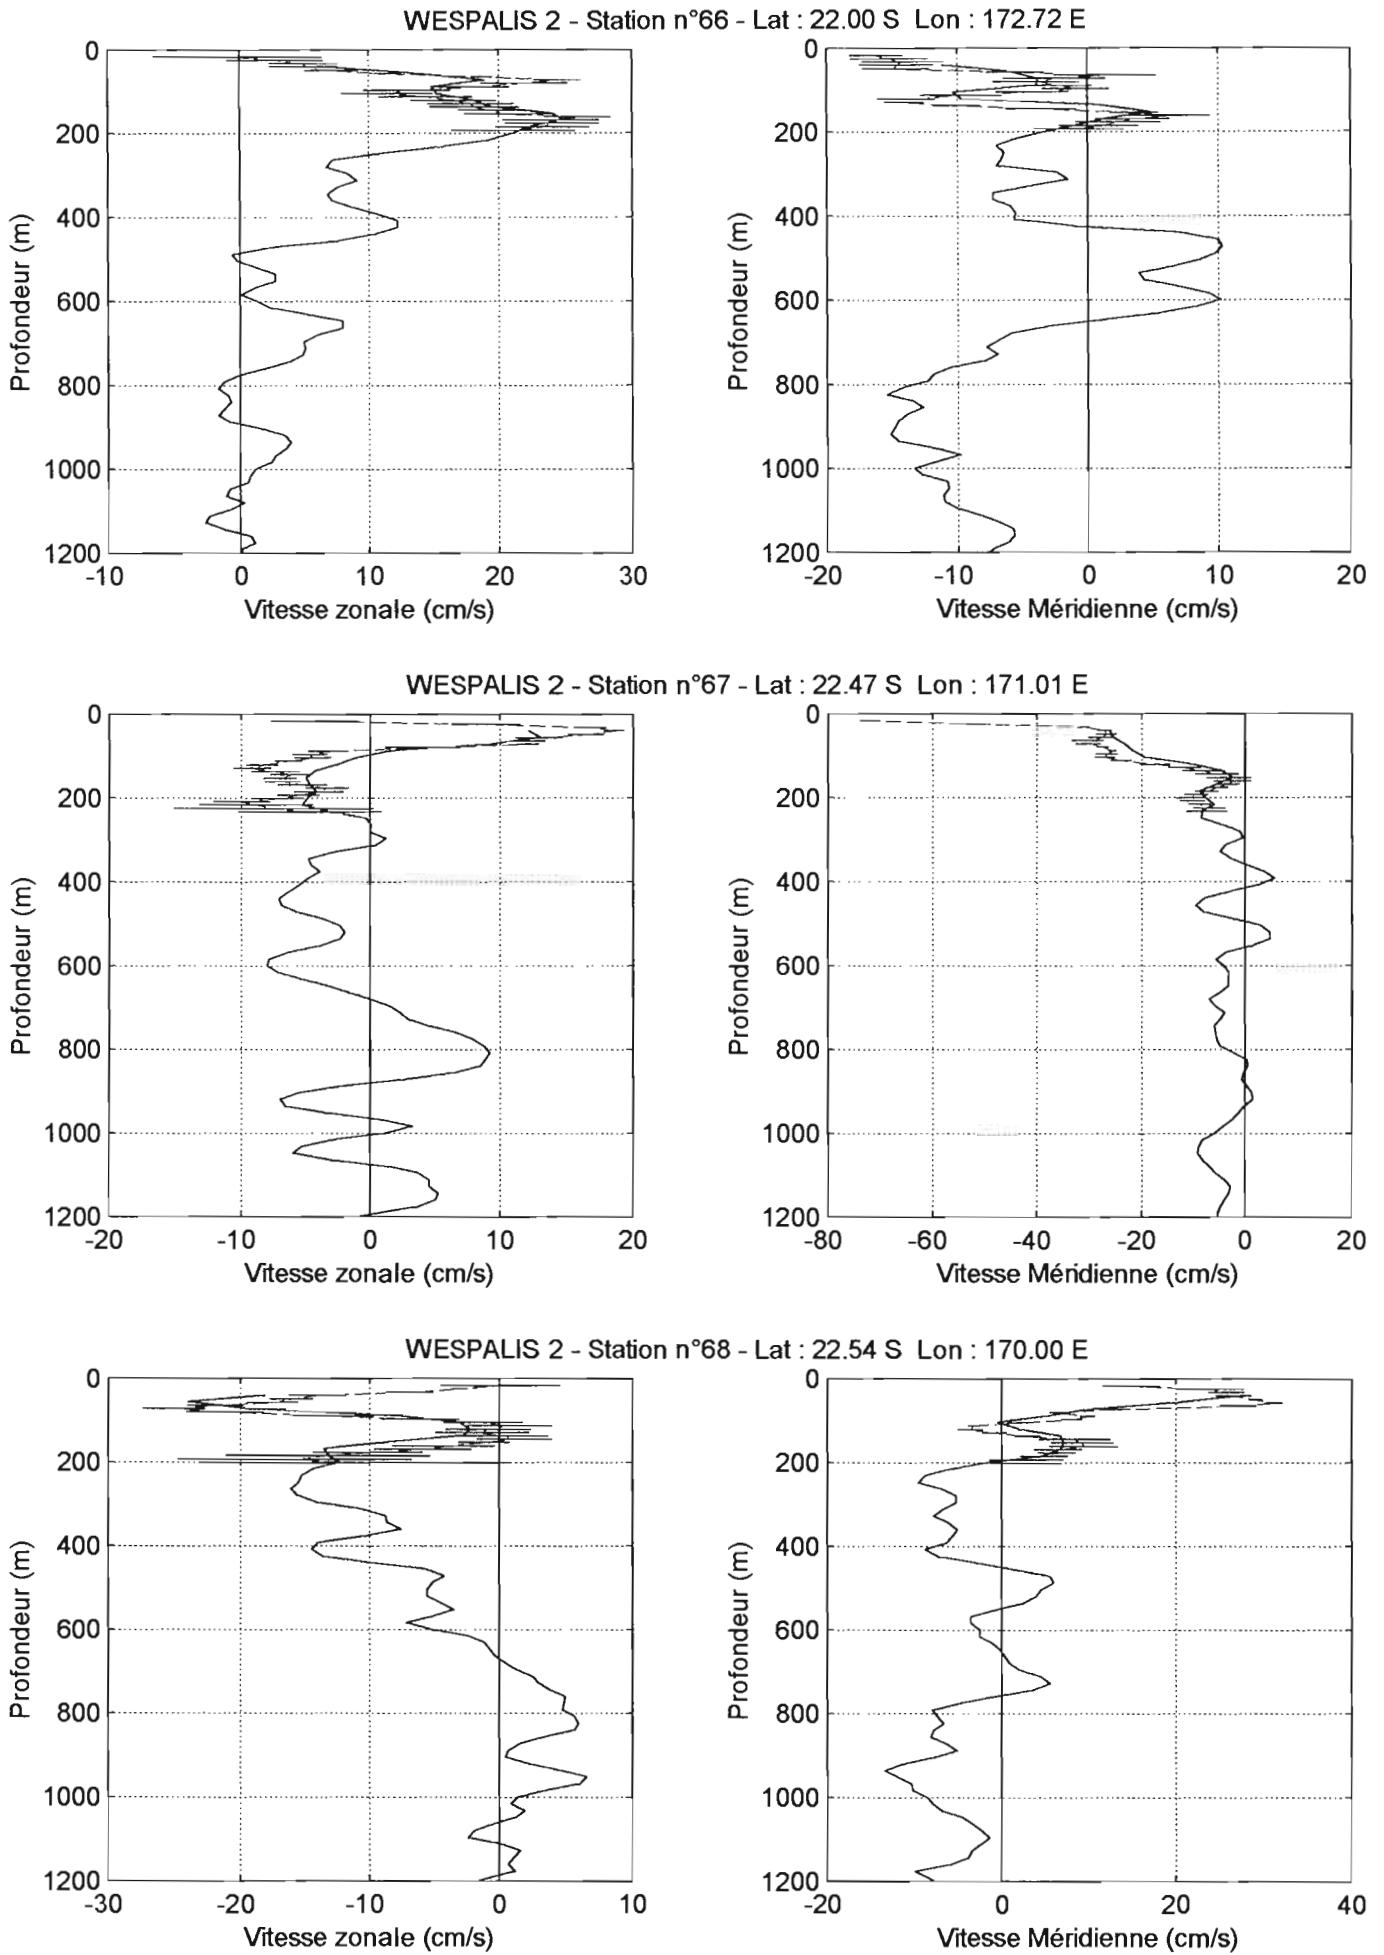 WESPALIS 2 - Station n°66 - Lat : 22.00 S Lon : 172.72 E
0
200
400
600
800
1000
1200
Profondeur (m)
-10 0 10 20 30
Vitesse zonale (cm/s)
0
200
400
600
800
1000
1200
Profondeur (m)
-20 -10 0 10 20
Vitesse Méridienne (cm/s)
WESPALIS 2 - Station n°67 - Lat : 22.47 S Lon : 171.01 E
0
200
400
600
800
1000
1200
Profondeur (m)
-20 -10 0 10 20
Vitesse zonale (cm/s)
0
200
400
600
800
1000
1200
Profondeur (m)
-80 -60 -40 -20 0 20
Vitesse Méridienne (cm/s)
WESPALIS 2 - Station n°68 - Lat : 22.54 S Lon : 170.00 E
0
200
400
600
800
1000
1200
Profondeur (m)
-30 -20 -10 0 10
Vitesse zonale (cm/s)
0
200
400
600
800
1000
1200
Profondeur (m)
-20 0 20 40
Vitesse Méridienne (cm/s)